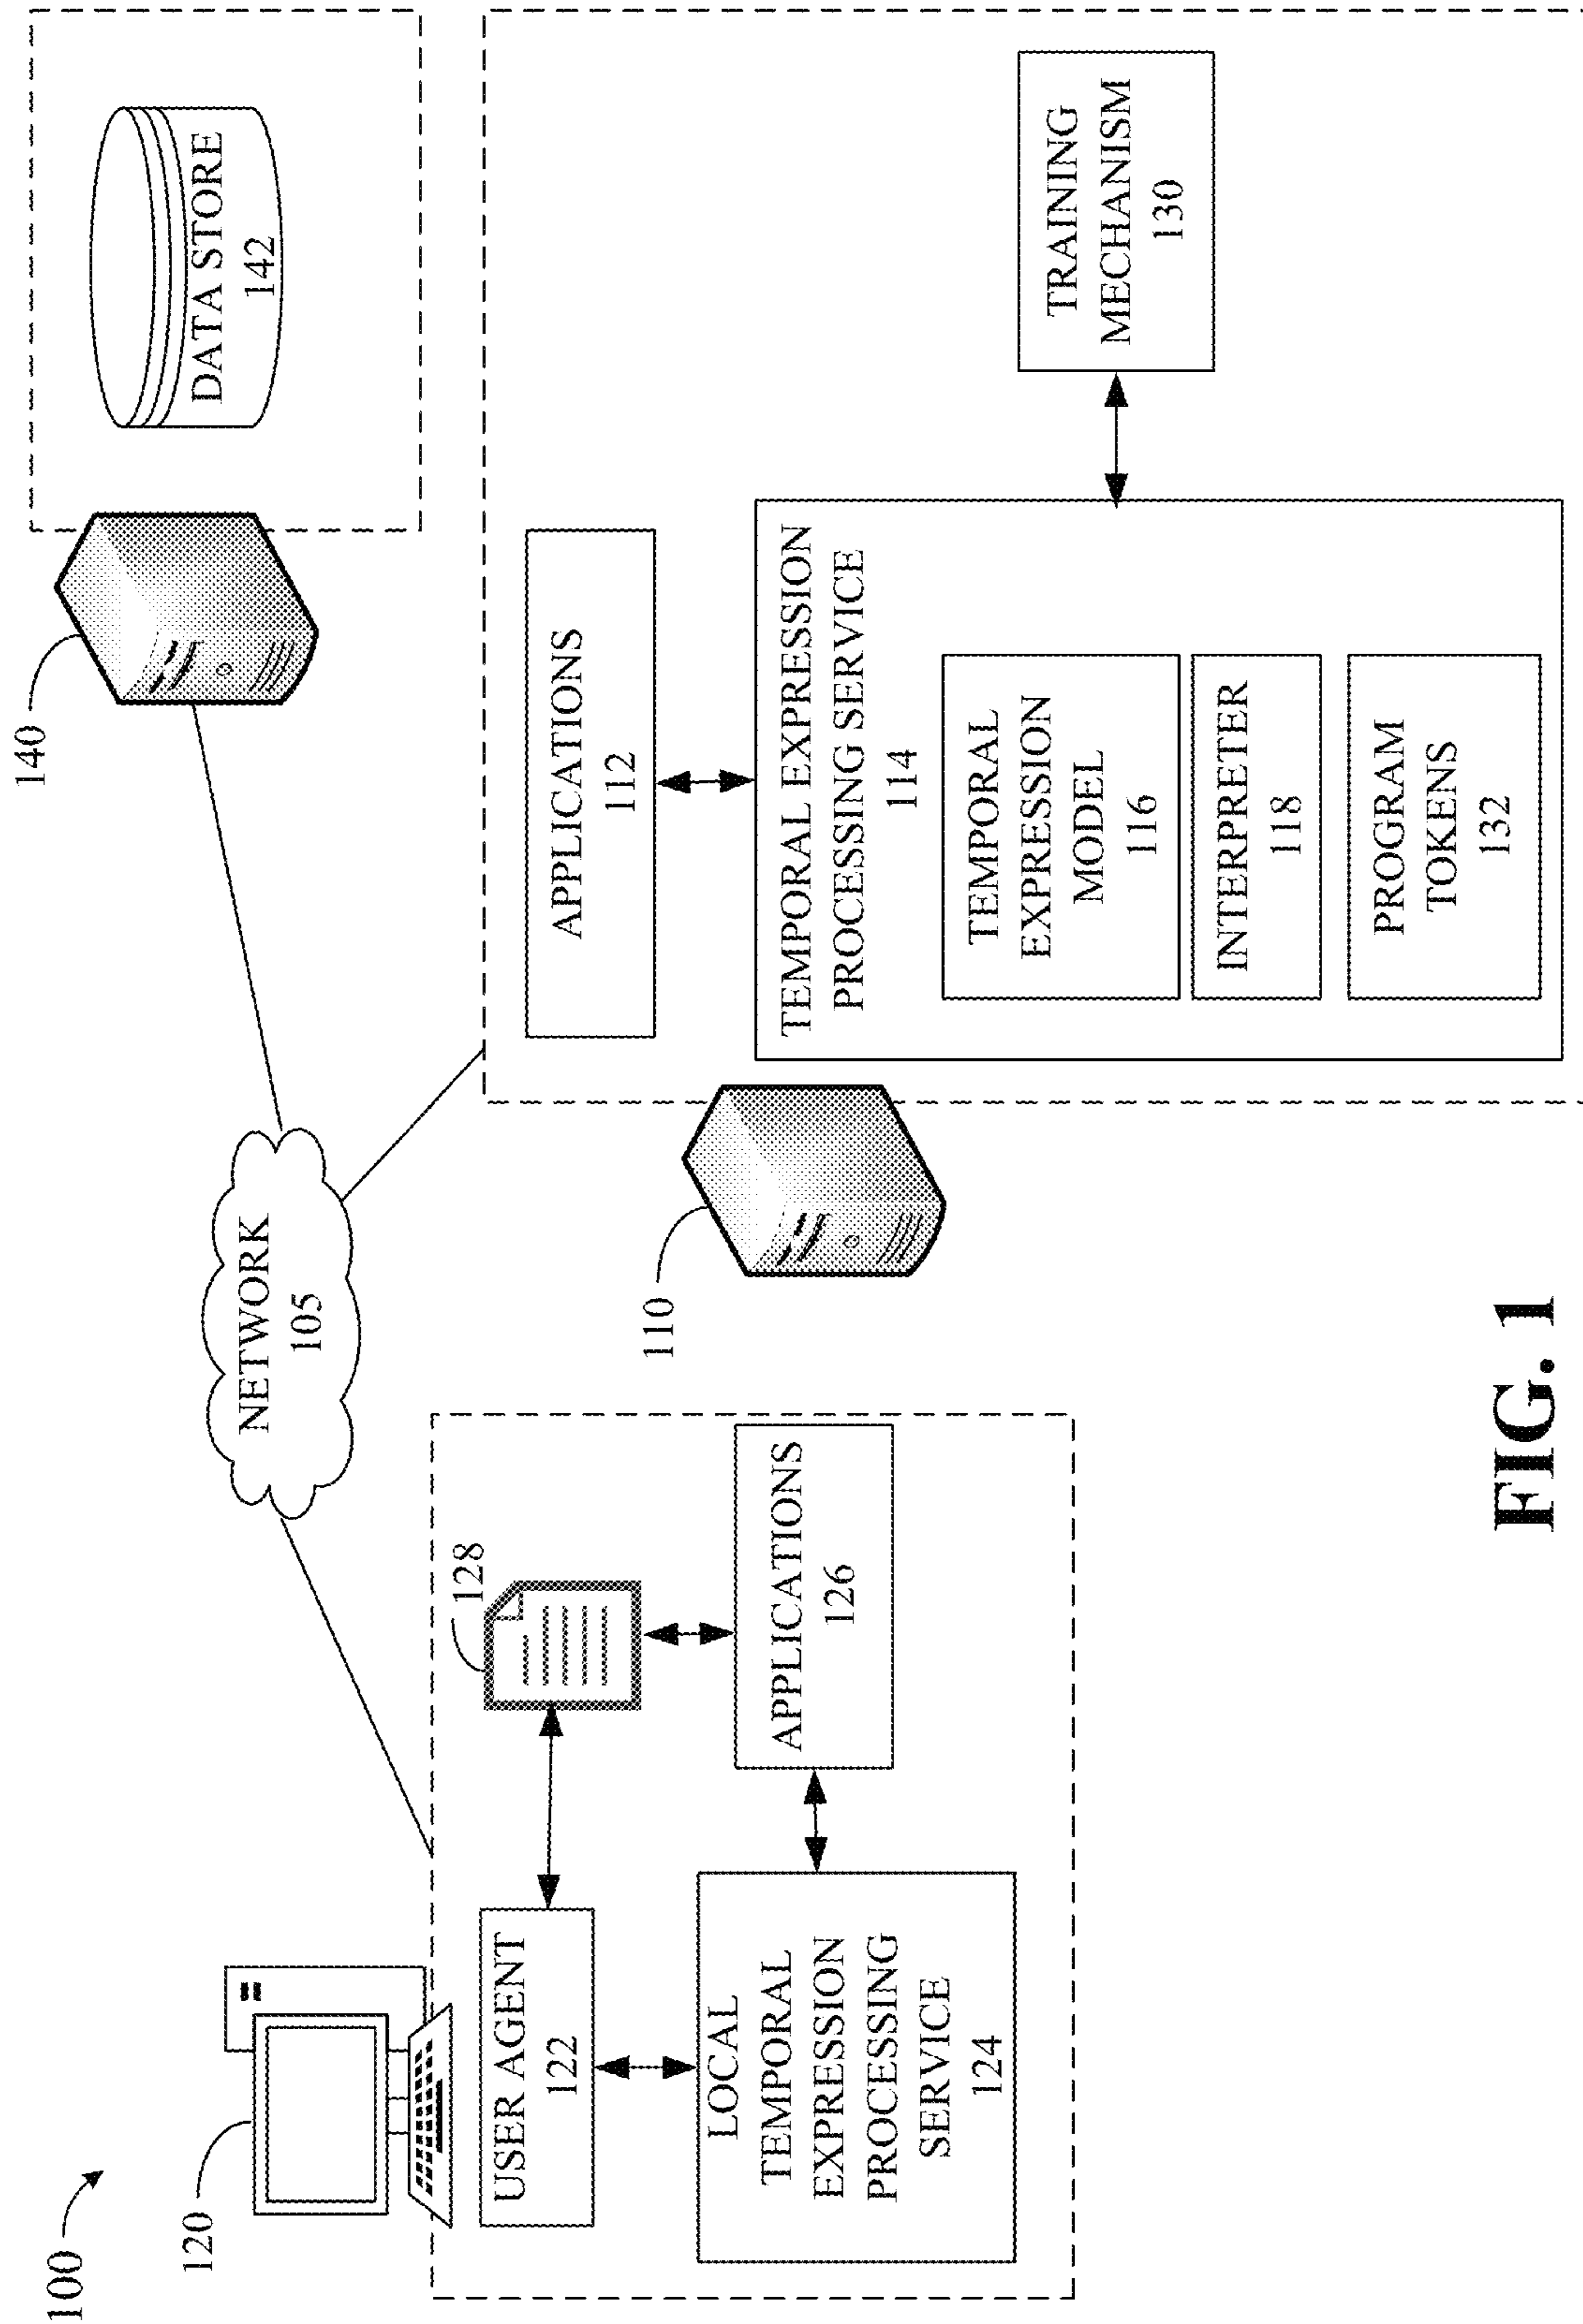 100
120
NETWORK
105
140
DATA STORE
142
USER AGENT
122
128
LOCAL
TEMPORAL
EXPRESSION
PROCESSING
SERVICE
124
APPLICATIONS
126
110
APPLICATIONS
112
TEMPORAL EXPRESSION
PROCESSING SERVICE
114
TEMPORAL
EXPRESSION
MODEL
116
INTERPRETER
118
PROGRAM
TOKENS
132
TRAINING
MECHANISM
130
FIG. 1